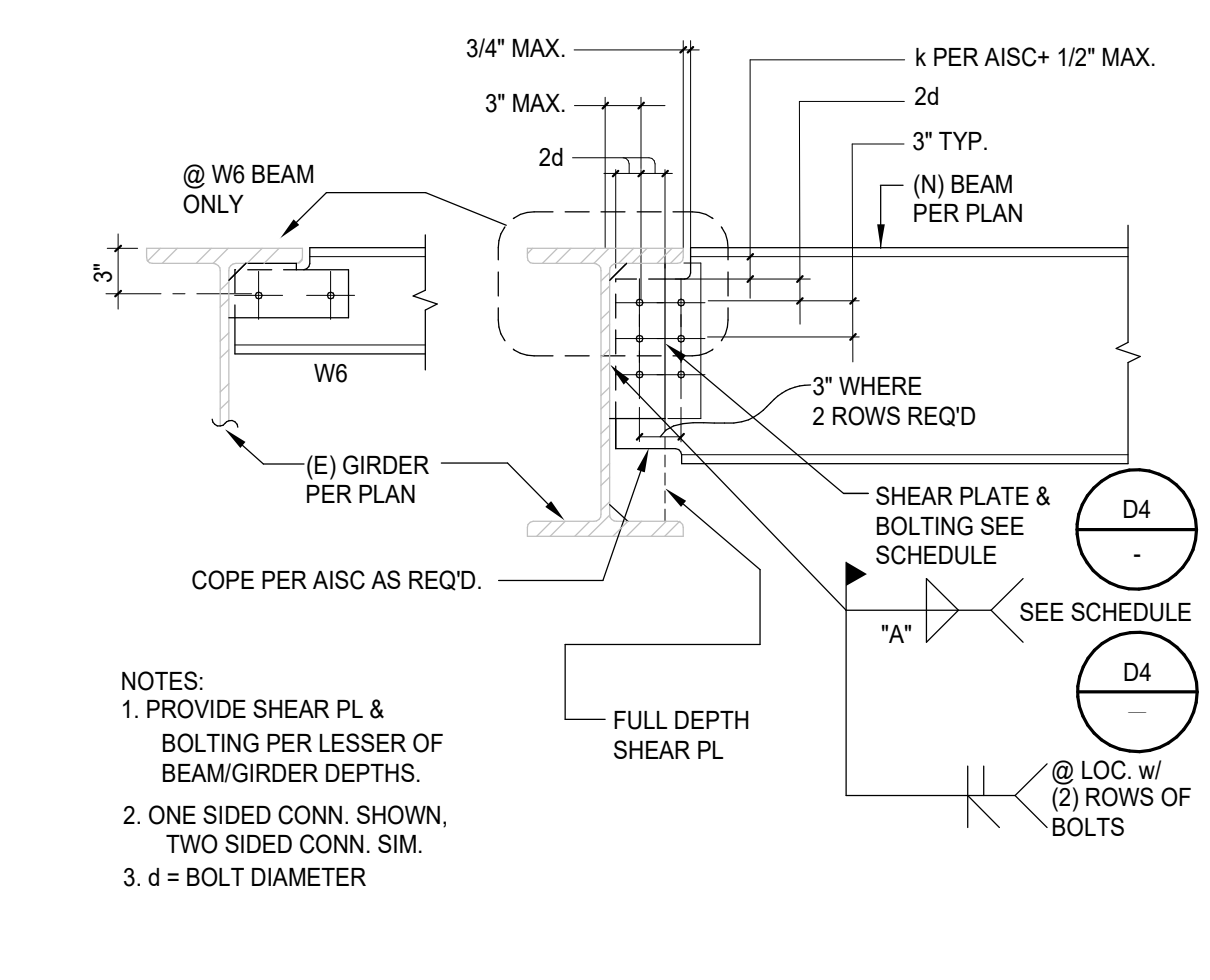 3/4" MAX.
k PER AISC+ 1/2" MAX.
3" MAX.
2d
2d
3" TYP.
@ W6 BEAM
ONLY
(N) BEAM
PER PLAN
3"
W6
3" WHERE
2 ROWS REQ'D
(E) GIRDER
PER PLAN
SHEAR PLATE &
BOLTING SEE
SCHEDULE
D4
-
COPE PER AISC AS REQ'D.
"A"
SEE SCHEDULE
D4
—
NOTES:
1. PROVIDE SHEAR PL &
BOLTING PER LESSER OF
BEAM/GIRDER DEPTHS.
2. ONE SIDED CONN. SHOWN,
TWO SIDED CONN. SIM.
3. d = BOLT DIAMETER
FULL DEPTH
SHEAR PL
@ LOC. w/
(2) ROWS OF
BOLTS